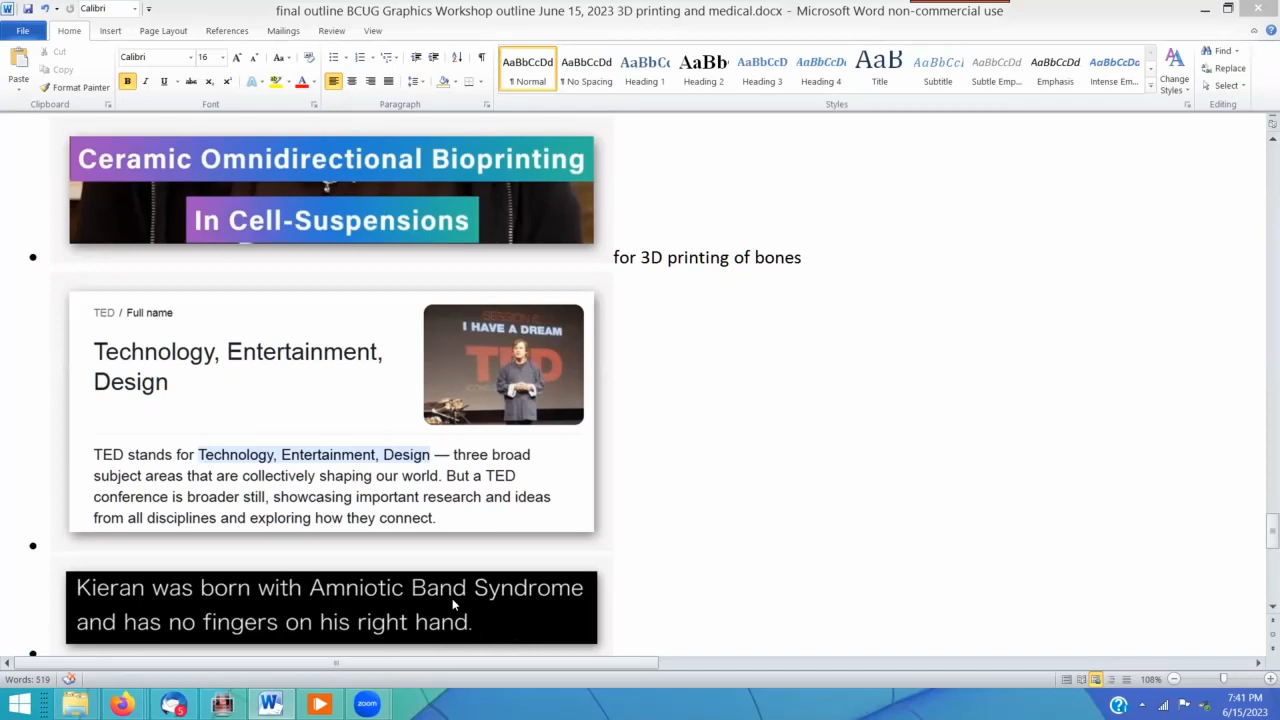 final outline BCUG Graphics Workshop outline June 15, 2023 3D printing and medical.docx - Microsoft Word non-commercial use
File Home Insert Page Layout References Mailings Review View
Paste
Cut
Copy
Format Painter
Clipboard
Calibri 16
Font
Paragraph
AaBbCcDd AaBbCcDd AaBbC AaBb AaBbCcD AaBbCcD AaB AaBbCcI AaBbCcDd AaBbCcDd AaBbCcDd
¶ Normal ¶ No Spacing Heading 1 Heading 2 Heading 3 Heading 4 Title Subtitle Subtle Emp... Emphasis Intense Em...
Styles
Change
Styles
Find
Replace
Select
Editing
Ceramic Omnidirectional Bioprinting
In Cell-Suspensions
for 3D printing of bones
TED / Full name
Technology, Entertainment,
Design
SESSION 6
I HAVE A DREAM
TED
TED stands for Technology, Entertainment, Design — three broad
subject areas that are collectively shaping our world. But a TED
conference is broader still, showcasing important research and ideas
from all disciplines and exploring how they connect.
Kieran was born with Amniotic Band Syndrome
and has no fingers on his right hand.
Words: 519
108%
zoom
5
7:41 PM
6/15/2023